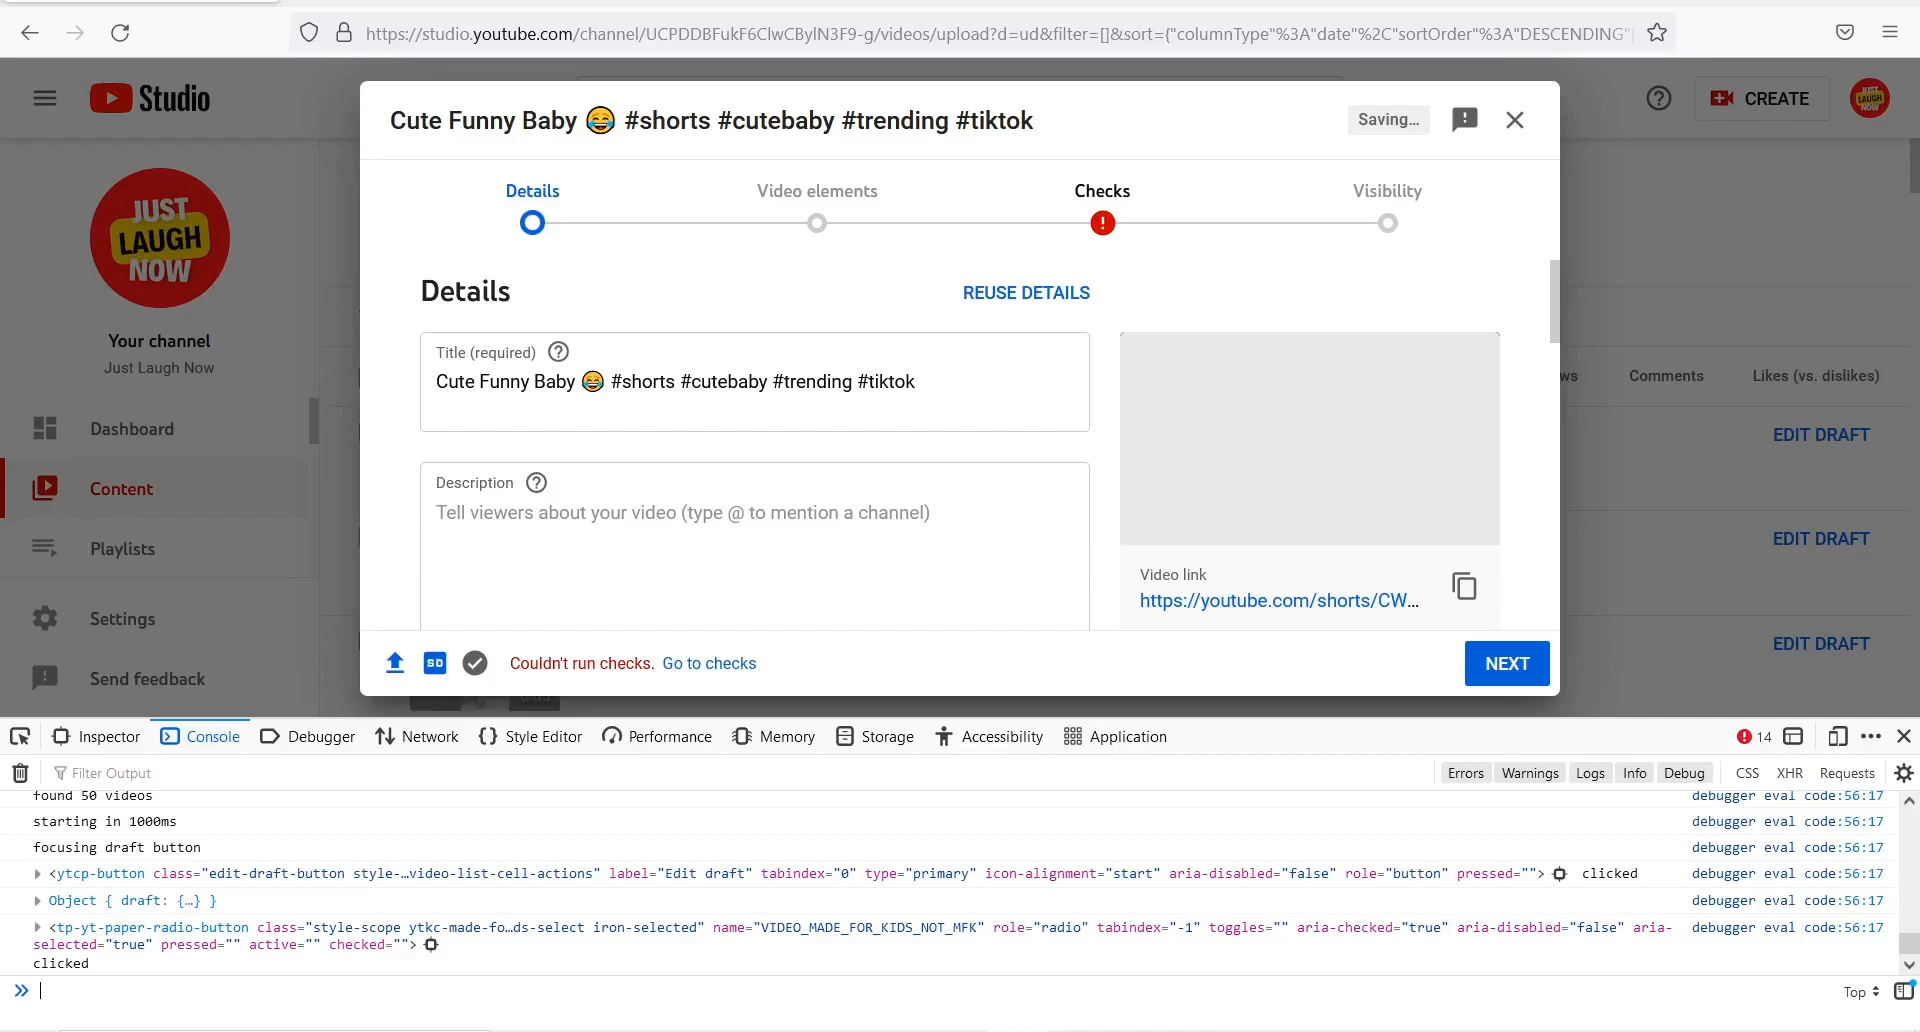 https://studio.youtube.com/channel/UCPDDBFukF6ClwCBylN3F9-g/videos/upload?d=ud&filter=[]&sort={"columnType"%3A"date"%2C"sortOrder"%3A"DESCENDING"
Studio
CREATE
JUST
LAUGH
NOW
JUST
LAUGH
NOW
Your channel
Just Laugh Now
Dashboard
Content
Playlists
Settings
Send feedback
Cute Funny Baby 😂 #shorts #cutebaby #trending #tiktok
Saving...
Details
Video elements
Checks
Visibility
Details
REUSE DETAILS
Title (required)
Cute Funny Baby 😂 #shorts #cutebaby #trending #tiktok
Description
Tell viewers about your video (type @ to mention a channel)
Video link
https://youtube.com/shorts/CW...
SD
Couldn't run checks. Go to checks
NEXT
ws
Comments
Likes (vs. dislikes)
EDIT DRAFT
EDIT DRAFT
EDIT DRAFT
Inspector
Console
Debugger
Network
Style Editor
Performance
Memory
Storage
Accessibility
Application
14
Filter Output
Errors
Warnings
Logs
Info
Debug
CSS
XHR
Requests
found 50 videos
debugger eval code:56:17
starting in 1000ms
debugger eval code:56:17
focusing draft button
debugger eval code:56:17
<ytcp-button class="edit-draft-button style-…video-list-cell-actions" label="Edit draft" tabindex="0" type="primary" icon-alignment="start" aria-disabled="false" role="button" pressed=""> clicked
debugger eval code:56:17
Object { draft: {…} }
debugger eval code:56:17
<tp-yt-paper-radio-button class="style-scope ytkc-made-fo…ds-select iron-selected" name="VIDEO_MADE_FOR_KIDS_NOT_MFK" role="radio" tabindex="-1" toggles="" aria-checked="true" aria-disabled="false" aria-
debugger eval code:56:17
selected="true" pressed="" active="" checked="">
clicked
Top